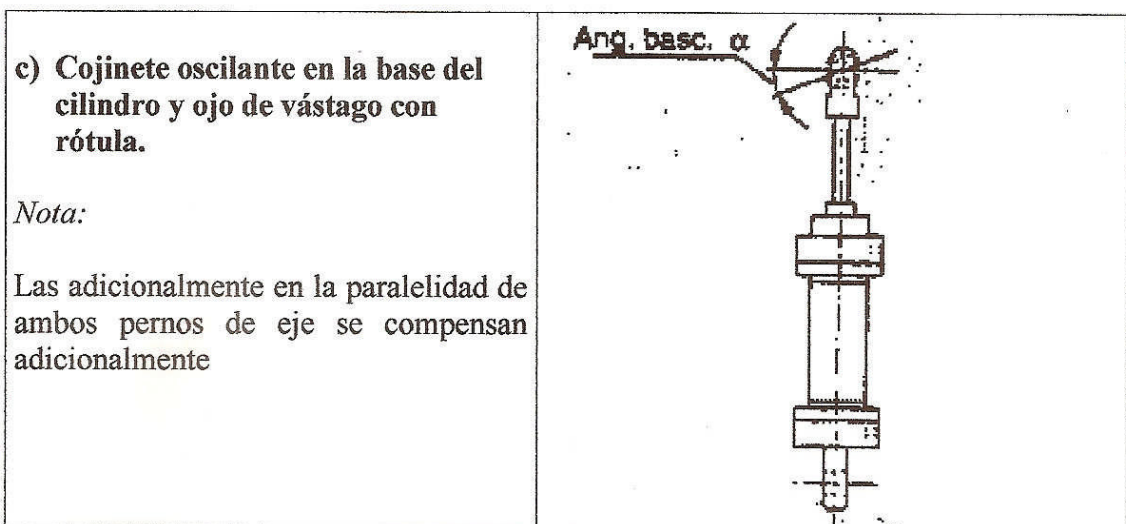 c) Cojinete oscilante en la base del
cilindro y ojo de vástago con
rótula.
Nota:
Las adicionalmente en la paralelidad de
ambos pernos de eje se compensan
adicionalmente
Ang. basc. α